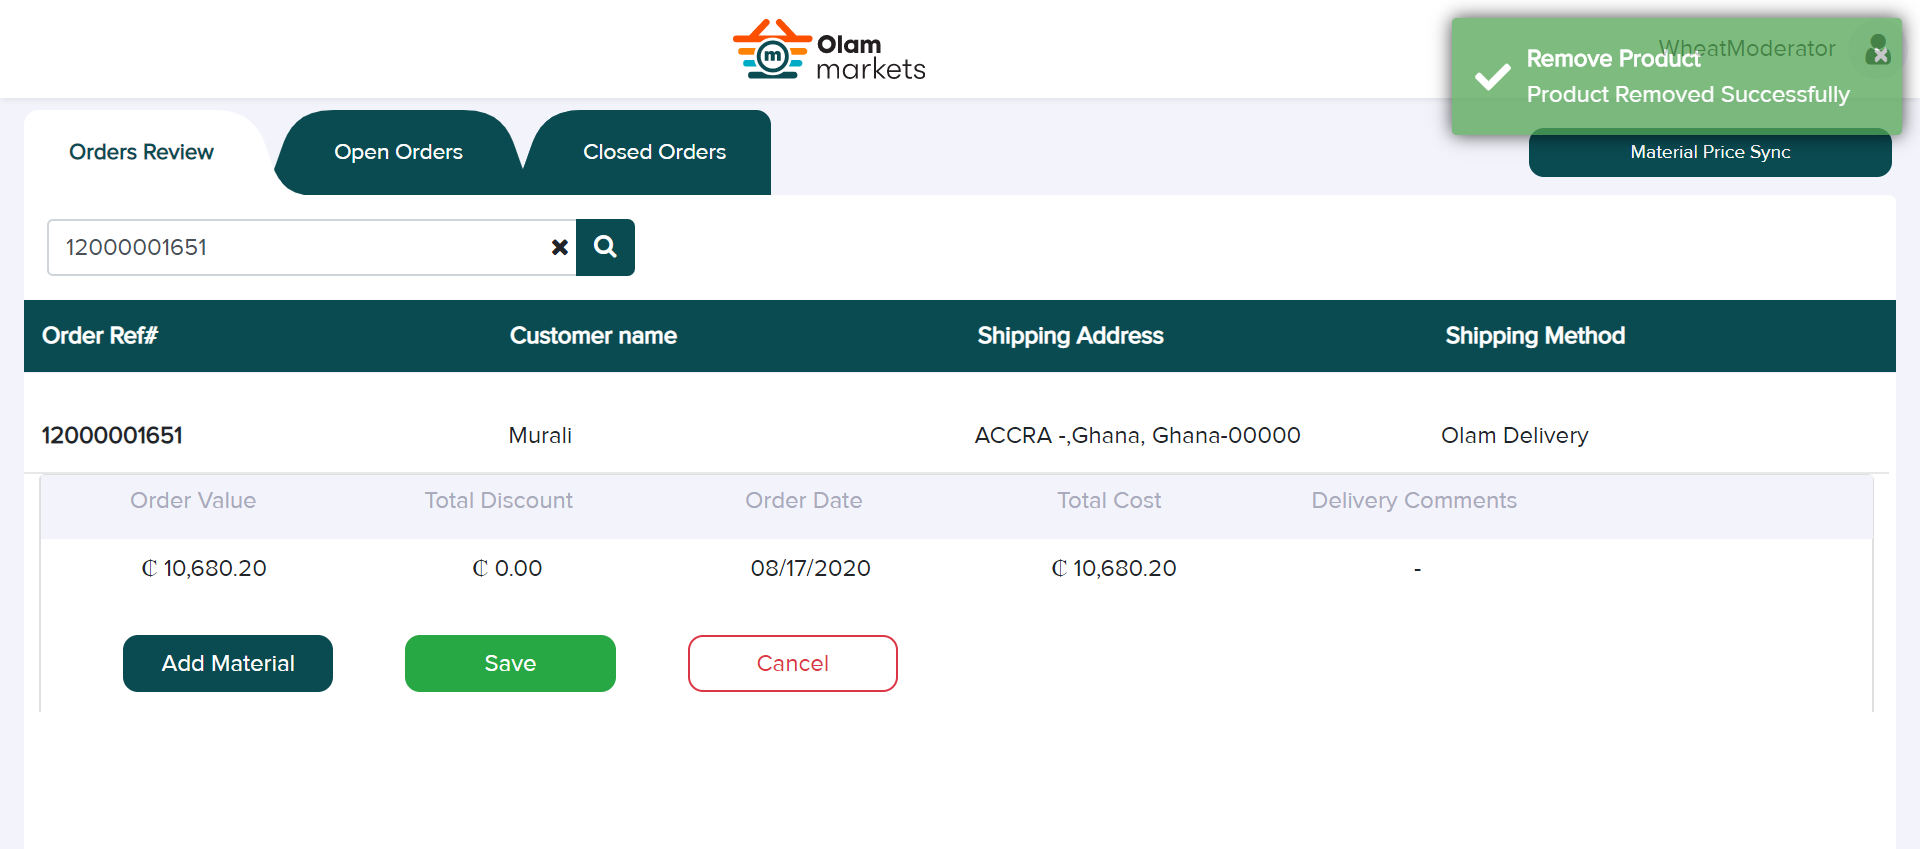 m Olam
markets
WheatModerator
Remove Product
Product Removed Successfully
Orders Review
Open Orders
Closed Orders
Material Price Sync
12000001651
Order Ref#
Customer name
Shipping Address
Shipping Method
12000001651
Murali
ACCRA -,Ghana, Ghana-00000
Olam Delivery
Order Value
Total Discount
Order Date
Total Cost
Delivery Comments
₵ 10,680.20
₵ 0.00
08/17/2020
₵ 10,680.20
-
Add Material
Save
Cancel